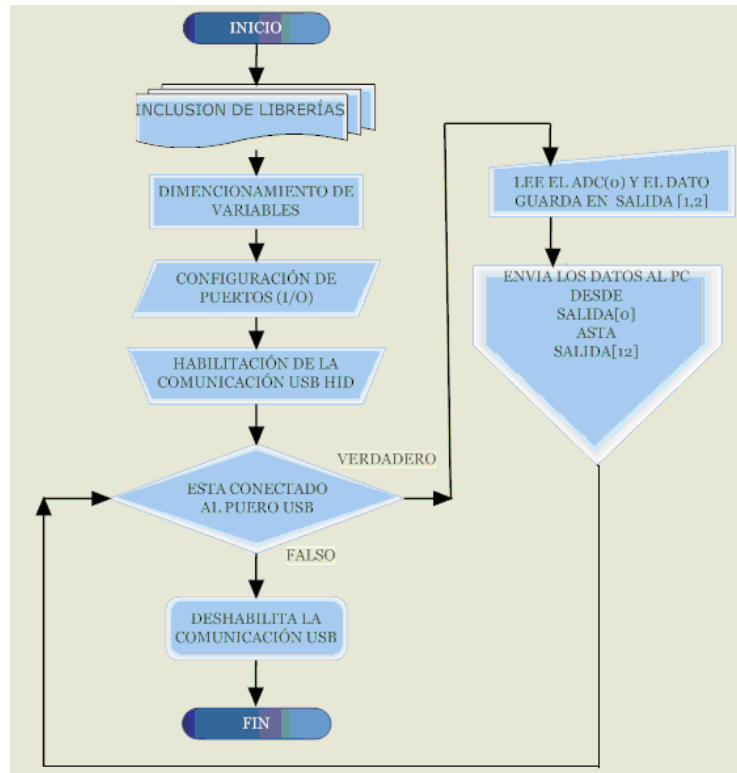 INICIO
INCLUSION DE LIBRERÍAS
DIMENCIONAMIENTO DE
VARIABLES
CONFIGURACIÓN DE
PUERTOS (I/O)
HABILITACIÓN DE LA
COMUNICACIÓN USB HID
VERDADERO
ESTA CONECTADO
AL PUERO USB
FALSO
DESHABILITA LA
COMUNICACIÓN USB
FIN
LEE EL ADC(0) Y EL DATO
GUARDA EN SALIDA [1,2]
ENVIA LOS DATOS AL PC
DESDE
SALIDA[0]
ASTA
SALIDA[12]